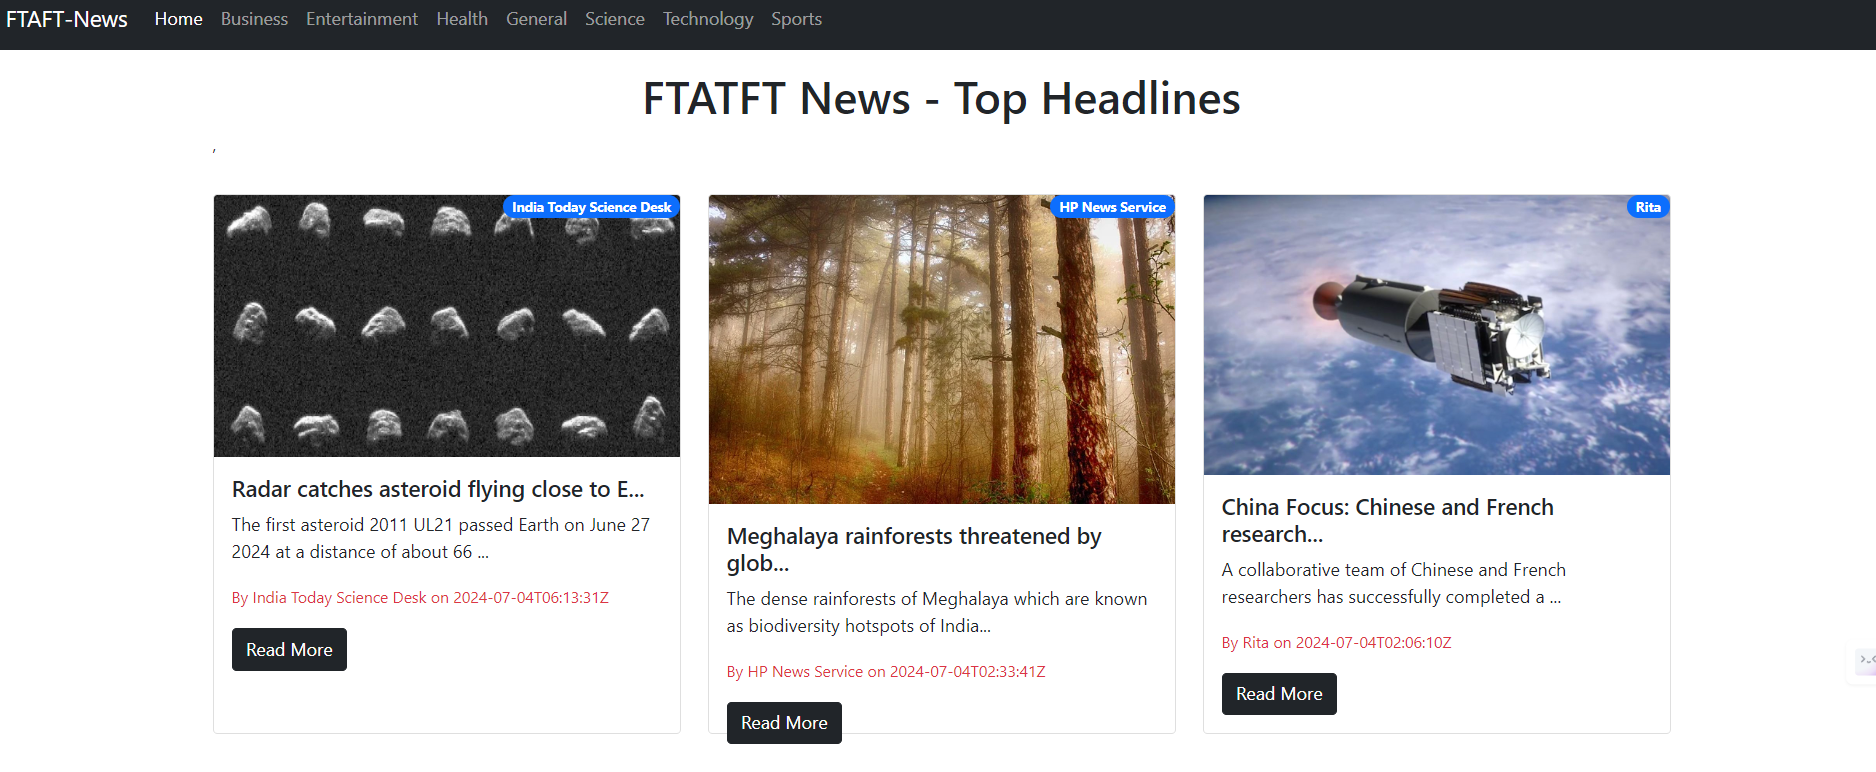 FTAFT-News Home Business Entertainment Health General Science Technology Sports
FTATFT News - Top Headlines
,
India Today Science Desk
Radar catches asteroid flying close to E...
The first asteroid 2011 UL21 passed Earth on June 27
2024 at a distance of about 66 ...
By India Today Science Desk on 2024-07-04T06:13:31Z
Read More
HP News Service
Meghalaya rainforests threatened by
glob...
The dense rainforests of Meghalaya which are known
as biodiversity hotspots of India...
By HP News Service on 2024-07-04T02:33:41Z
Read More
Rita
China Focus: Chinese and French
research...
A collaborative team of Chinese and French
researchers has successfully completed a ...
By Rita on 2024-07-04T02:06:10Z
Read More